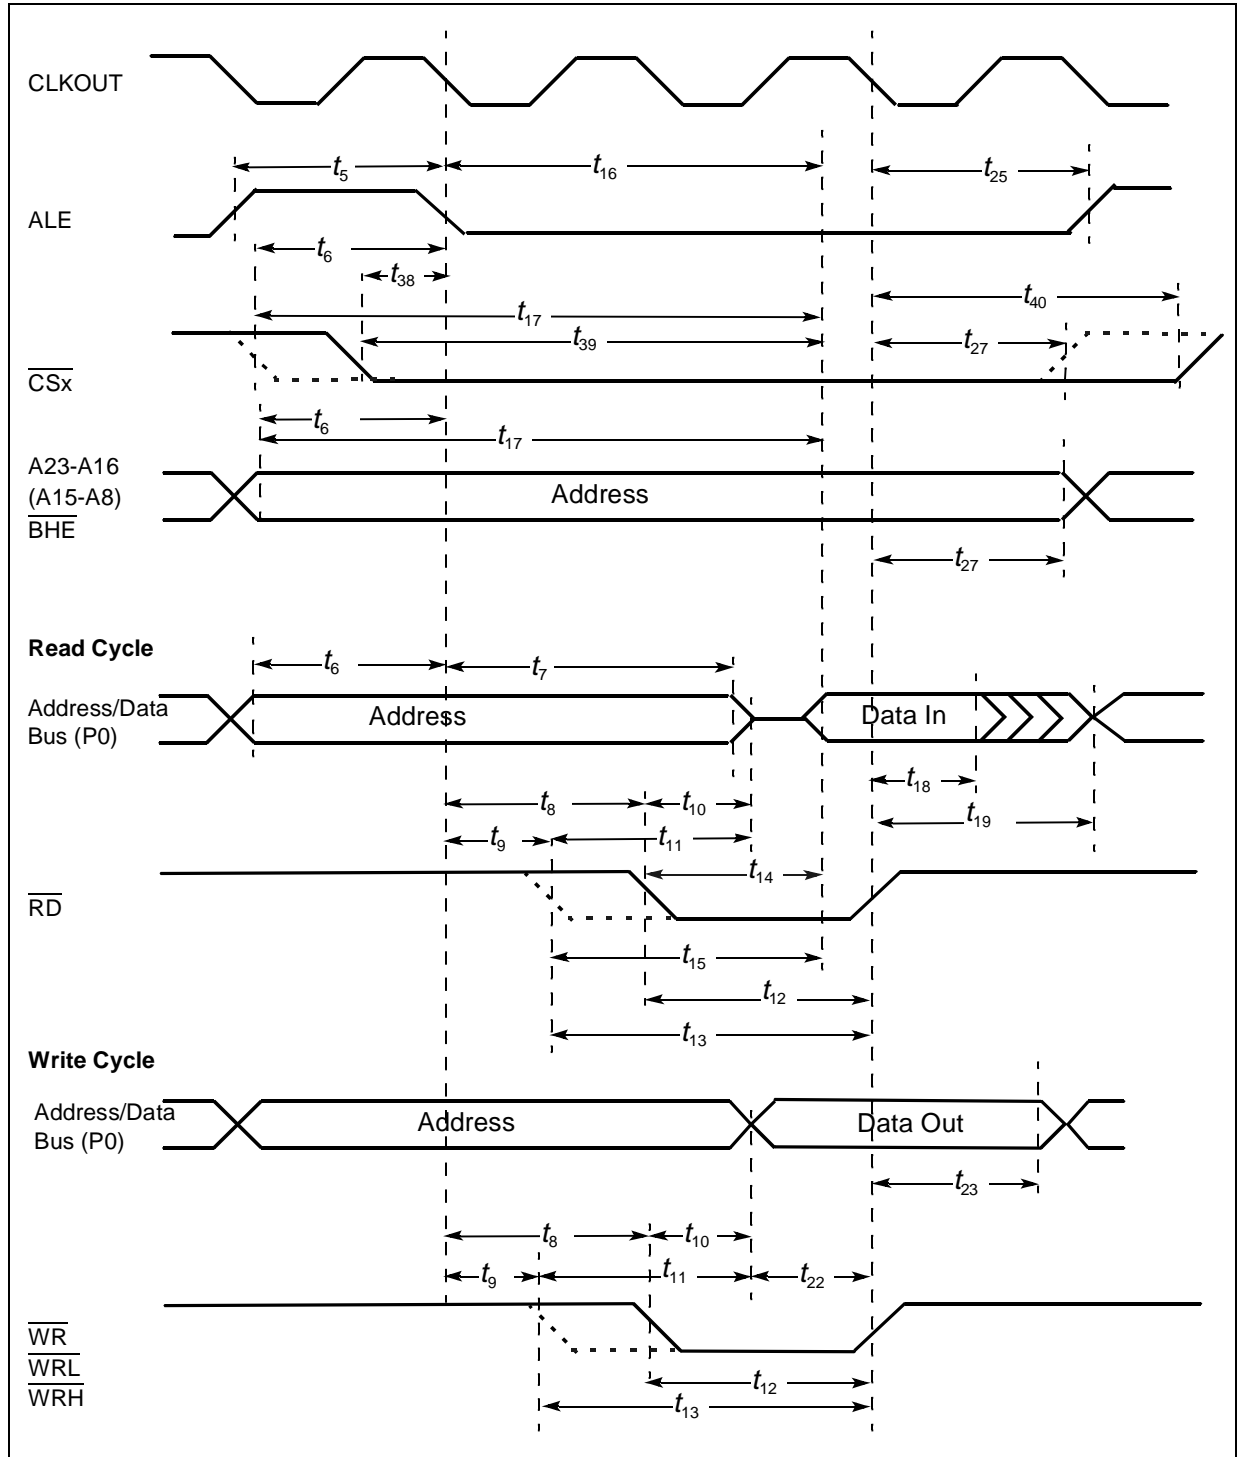 CLKOUT
t5 t16 t25
ALE
t6
t38
t40
t17
t39 t27
CSx
t6
t17
A23-A16
(A15-A8)
BHE
Address
t27
Read Cycle
t6 t7
Address/Data
Bus (P0)
Address Data In
t18
t8 t10
t19
t9 t11
t14
RD
t15
t12
t13
Write Cycle
Address/Data
Bus (P0)
Address Data Out
t23
t8 t10
t9 t11 t22
WR
WRL
WRH
t12
t13